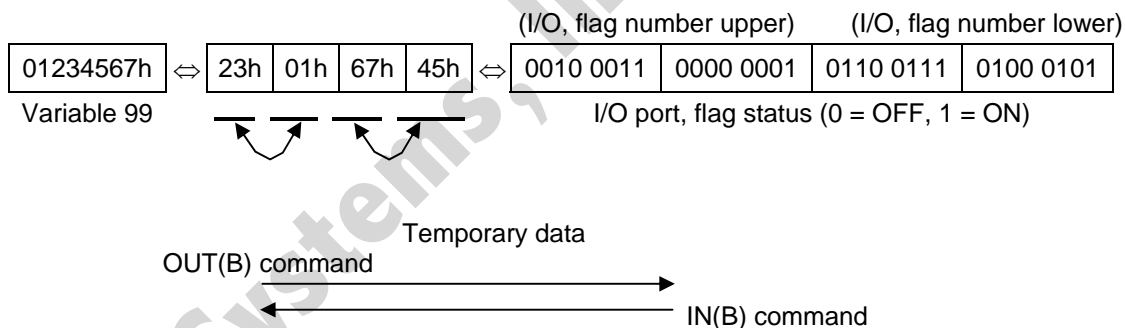 (I/O, flag number upper) (I/O, flag number lower)
01234567h ⇔ 23h 01h 67h 45h ⇔ 0010 0011 0000 0001 0110 0111 0100 0101
Variable 99 I/O port, flag status (0 = OFF, 1 = ON)
Temporary data
OUT(B) command
IN(B) command
Systems,